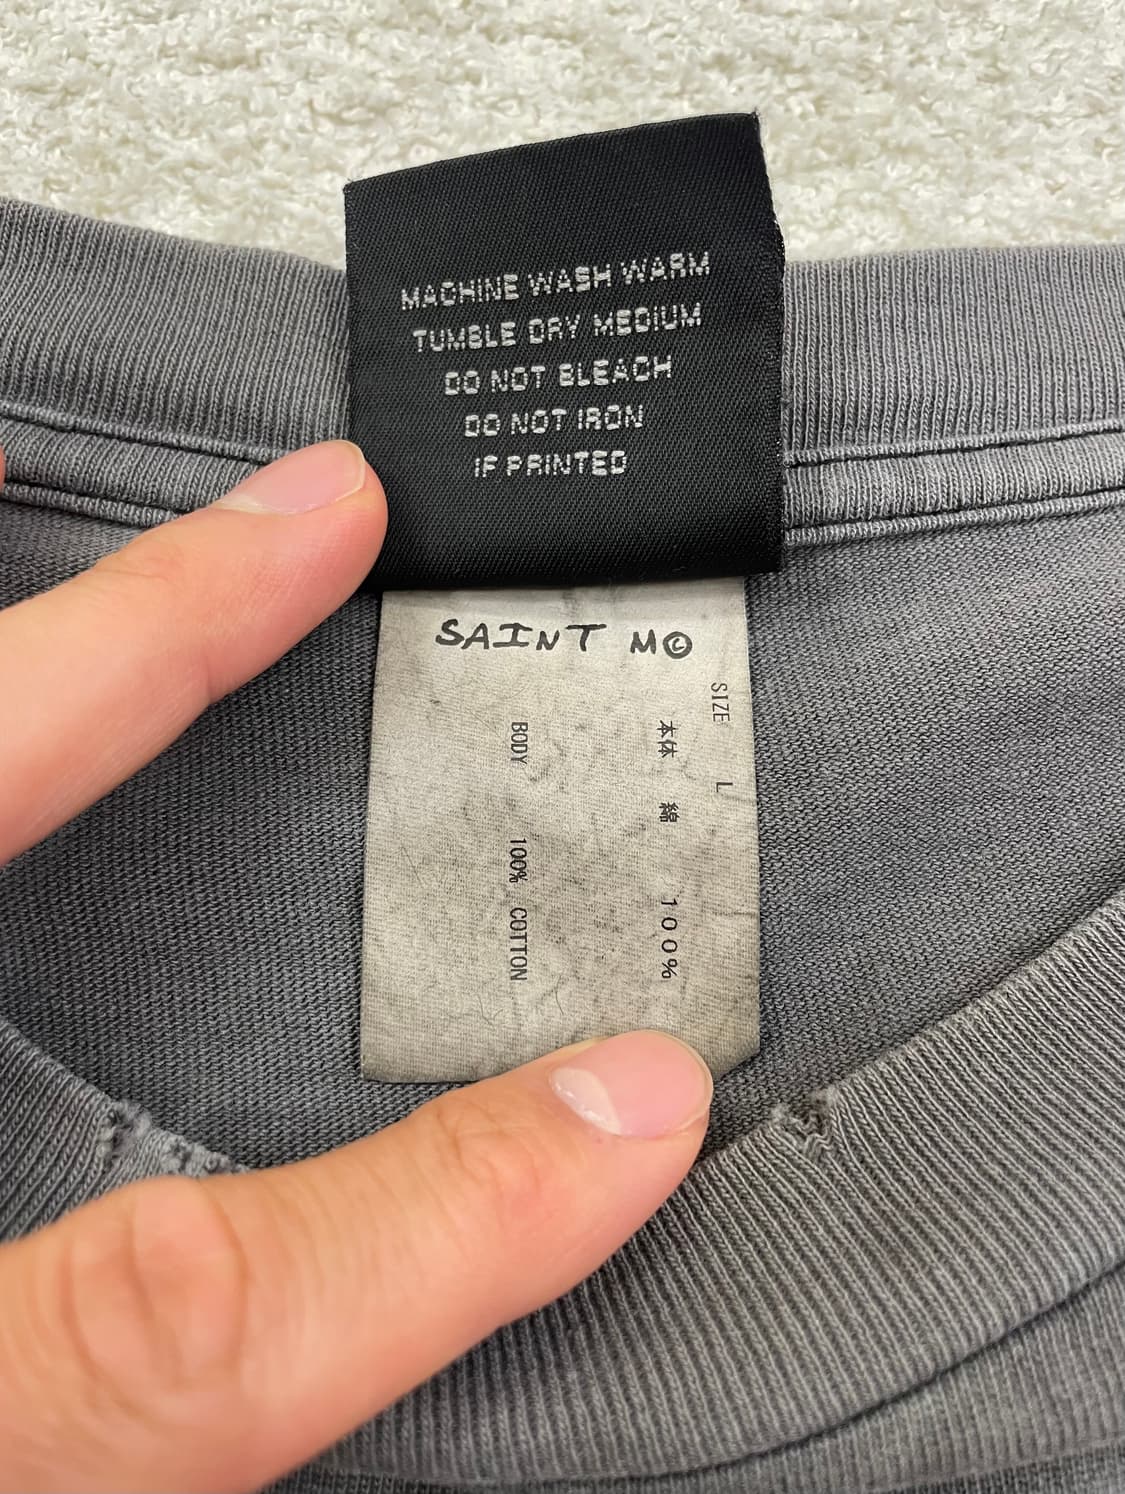 MACHINE WASH WARM
TUMBLE DRY MEDIUM
DO NOT BLEACH
DO NOT IRON
IF PRINTED
SAINT M©
SIZE L
本体 綿 100%
BODY 100% COTTON